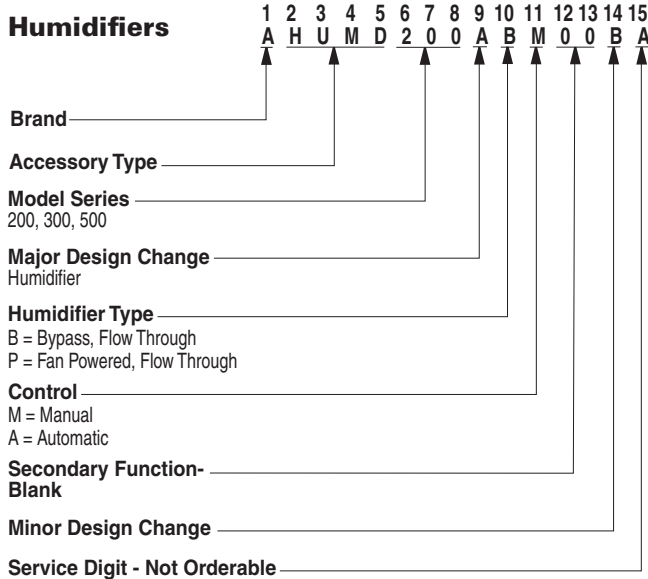 Humidifiers
1 2 3 4 5 6 7 8 9 10 11 12 13 14 15
A H U M D 2 0 0 A B M 0 0 B A
Brand
Accessory Type
Model Series
200, 300, 500
Major Design Change
Humidifier
Humidifier Type
B = Bypass, Flow Through
P = Fan Powered, Flow Through
Control
M = Manual
A = Automatic
Secondary Function-
Blank
Minor Design Change
Service Digit - Not Orderable